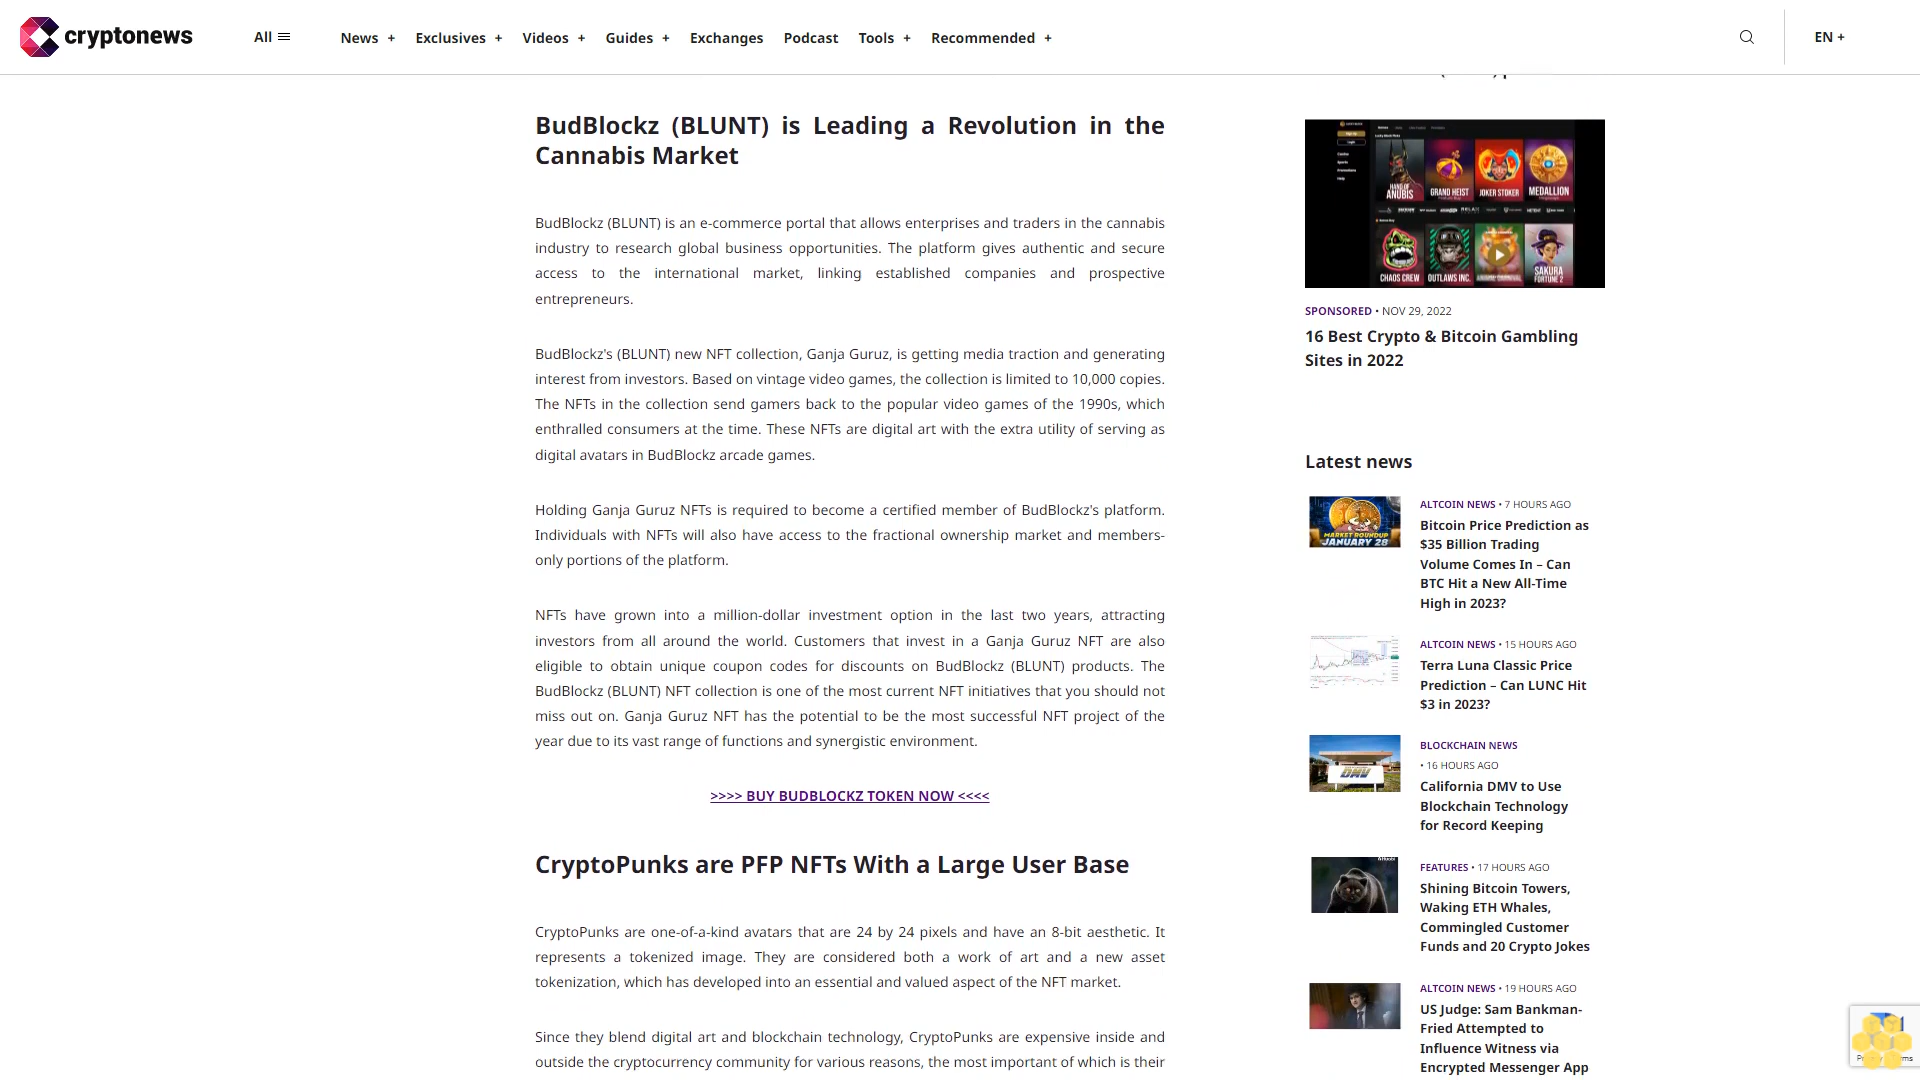 cryptonews
All
News +
Exclusives +
Videos +
Guides +
Exchanges
Podcast
Tools +
Recommended +
EN +
BudBlockz (BLUNT) is Leading a Revolution in the
Cannabis Market
BudBlockz (BLUNT) is an e-commerce portal that allows enterprises and traders in the cannabis
industry to research global business opportunities. The platform gives authentic and secure
access to the international market, linking established companies and prospective
entrepreneurs.
BudBlockz's (BLUNT) new NFT collection, Ganja Guruz, is getting media traction and generating
interest from investors. Based on vintage video games, the collection is limited to 10,000 copies.
The NFTs in the collection send gamers back to the popular video games of the 1990s, which
enthralled consumers at the time. These NFTs are digital art with the extra utility of serving as
digital avatars in BudBlockz arcade games.
Holding Ganja Guruz NFTs is required to become a certified member of BudBlockz's platform.
Individuals with NFTs will also have access to the fractional ownership market and members-
only portions of the platform.
NFTs have grown into a million-dollar investment option in the last two years, attracting
investors from all around the world. Customers that invest in a Ganja Guruz NFT are also
eligible to obtain unique coupon codes for discounts on BudBlockz (BLUNT) products. The
BudBlockz (BLUNT) NFT collection is one of the most current NFT initiatives that you should not
miss out on. Ganja Guruz NFT has the potential to be the most successful NFT project of the
year due to its vast range of functions and synergistic environment.
>>>> BUY BUDBLOCKZ TOKEN NOW <<<<
CryptoPunks are PFP NFTs With a Large User Base
CryptoPunks are one-of-a-kind avatars that are 24 by 24 pixels and have an 8-bit aesthetic. It
represents a tokenized image. They are considered both a work of art and a new asset
tokenization, which has developed into an essential and valued aspect of the NFT market.
Since they blend digital art and blockchain technology, CryptoPunks are expensive inside and
outside the cryptocurrency community for various reasons, the most important of which is their
HAND OF
ANUBIS
GRAND HEIST
JOKER STOKER
MEDALLION
CHAOS CREW
OUTLAWS INC.
SAKURA
FORTUNE 2
SPONSORED • NOV 29, 2022
16 Best Crypto & Bitcoin Gambling
Sites in 2022
Latest news
MARKET ROUNDUP
JANUARY 28
ALTCOIN NEWS • 7 HOURS AGO
Bitcoin Price Prediction as
$35 Billion Trading
Volume Comes In – Can
BTC Hit a New All-Time
High in 2023?
ALTCOIN NEWS • 15 HOURS AGO
Terra Luna Classic Price
Prediction – Can LUNC Hit
$3 in 2023?
DMV
BLOCKCHAIN NEWS
• 16 HOURS AGO
California DMV to Use
Blockchain Technology
for Record Keeping
FEATURES • 17 HOURS AGO
Shining Bitcoin Towers,
Waking ETH Whales,
Commingled Customer
Funds and 20 Crypto Jokes
ALTCOIN NEWS • 19 HOURS AGO
US Judge: Sam Bankman-
Fried Attempted to
Influence Witness via
Encrypted Messenger App